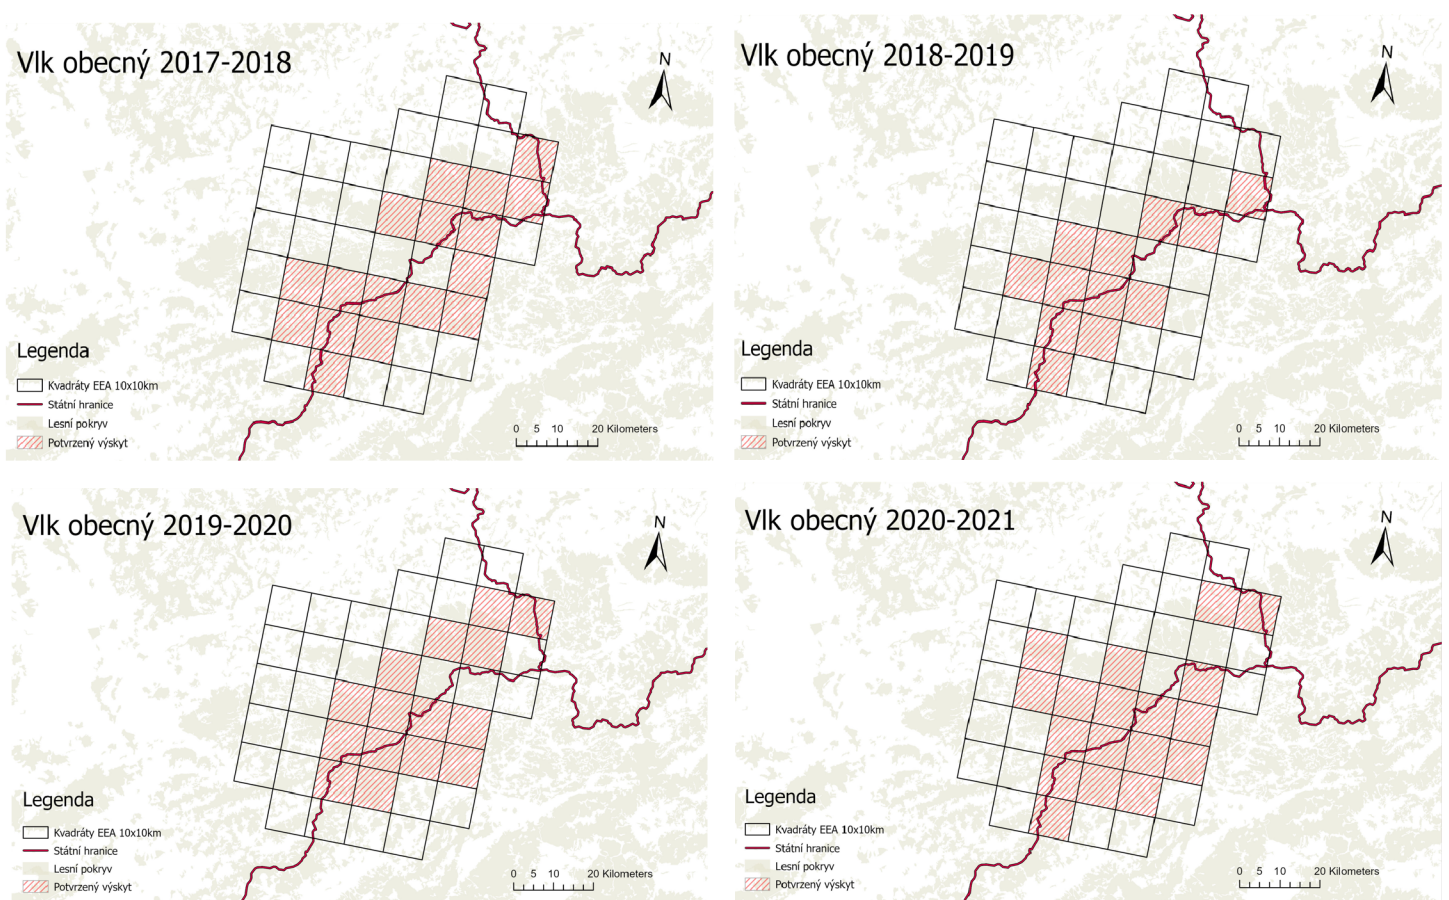 Vlk obecný 2017-2018
N
Legenda
Kvadráty EEA 10x10km
Státní hranice
Lesní pokryv
Potvrzený výskyt
0 5 10 20 Kilometers
Vlk obecný 2018-2019
N
Legenda
Kvadráty EEA 10x10km
Státní hranice
Lesní pokryv
Potvrzený výskyt
0 5 10 20 Kilometers
Vlk obecný 2019-2020
N
Legenda
Kvadráty EEA 10x10km
Státní hranice
Lesní pokryv
Potvrzený výskyt
0 5 10 20 Kilometers
Vlk obecný 2020-2021
N
Legenda
Kvadráty EEA 10x10km
Státní hranice
Lesní pokryv
Potvrzený výskyt
0 5 10 20 Kilometers